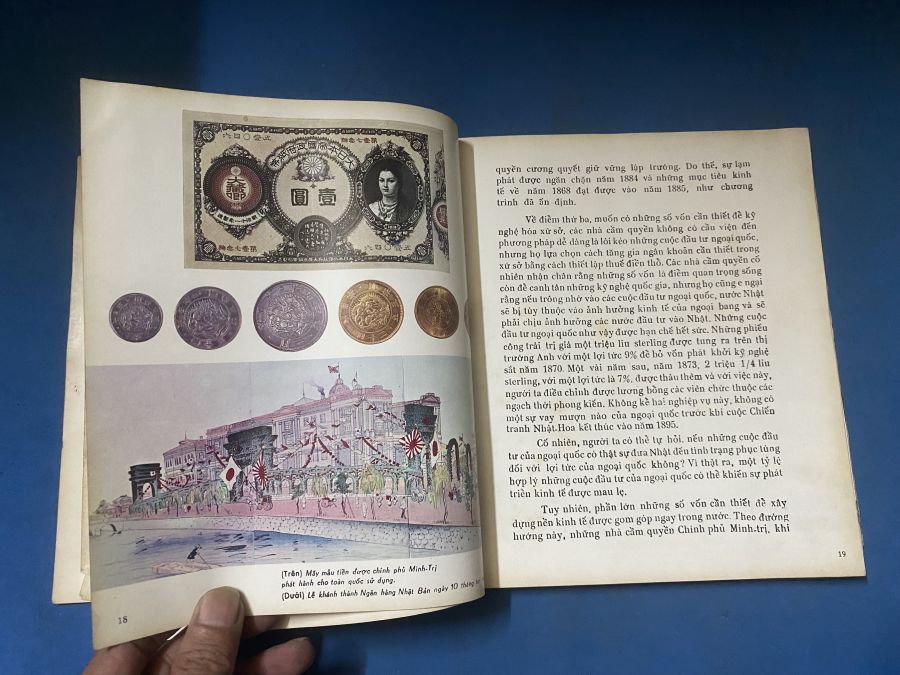 壹 圓
(Trên) Mấy mẫu tiền được chính phủ Minh-Trị
phát hành cho toàn quốc sử dụng.
(Dưới) Lễ khánh thành Ngân hàng Nhật Bản ngày 10 tháng
18
quyền cương quyết giữ vững lập trường. Do thế, sự lạm
phát được ngăn chặn năm 1884 và những mục tiêu kinh
tế về năm 1868 đạt được vào năm 1885, như chương
trình đã ấn định.
Về điểm thứ ba, muốn có những số vốn cần thiết để kỹ
nghệ hóa xứ sở, các nhà cầm quyền không có cầu viện đến
phương pháp dễ dàng là lôi kéo những cuộc đầu tư ngoại quốc,
nhưng họ lựa chọn cách tăng gia ngân khoản cần thiết trong
xứ sở bằng cách thiết lập thuế điền thổ. Các nhà cầm quyền cố
nhiên nhận chân rằng những số vốn là điểm quan trọng sống
còn để canh tân những kỹ nghệ quốc gia, nhưng họ cũng e ngại
rằng nếu trông nhờ vào các cuộc đầu tư ngoại quốc, nước Nhật
sẽ bị tùy thuộc vào ảnh hưởng kinh tế của ngoại bang và sẽ
phải chịu ảnh hưởng các nước đầu tư vào Nhật. Những cuộc
đầu tư ngoại quốc như vậy được hạn chế hết sức. Những phiếu
công trái trị giá một triệu liu sterling được tung ra trên thị
trường Anh với một lợi tức 9% để bỏ vốn phát khởi kỹ nghệ
sắt năm 1870. Một vài năm sau, năm 1873, 2 triệu 1/4 liu
sterling, với một lợi tức là 7%, được thâu thêm và với việc này,
người ta điều chỉnh được lương bổng các viên chức thuộc các
ngạch thời phong kiến. Không kể hai nghiệp vụ này, không có
một sự vay mượn nào của ngoại quốc trước khi cuộc Chiến
tranh Nhật-Hoa kết thúc vào năm 1895.
Cố nhiên, người ta có thể tự hỏi, nếu những cuộc đầu
tư của ngoại quốc có thật sự đưa Nhật đến tình trạng phục tùng
đối với lợi tức của ngoại quốc không? Vì thật ra, một tỷ lệ
hợp lý những cuộc đầu tư của ngoại quốc có thể khiến sự phát
triển kinh tế được mau lẹ.
Tuy nhiên, phần lớn những số vốn cần thiết để xây
dựng nền kinh tế được gom góp ngay trong nước. Theo đường
hướng này, những nhà cầm quyền Chính phủ Minh-trị, khi
19